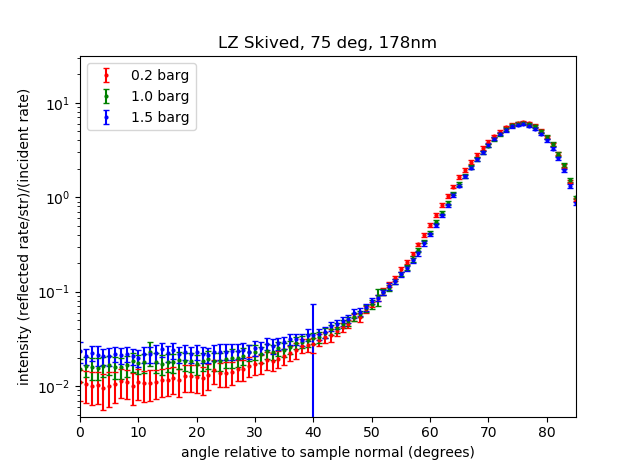 LZ Skived, 75 deg, 178nm
0.2 barg
1.0 barg
1.5 barg
intensity (reflected rate/str)/(incident rate)
10¹
10⁰
10⁻¹
10⁻²
0 10 20 30 40 50 60 70 80
angle relative to sample normal (degrees)